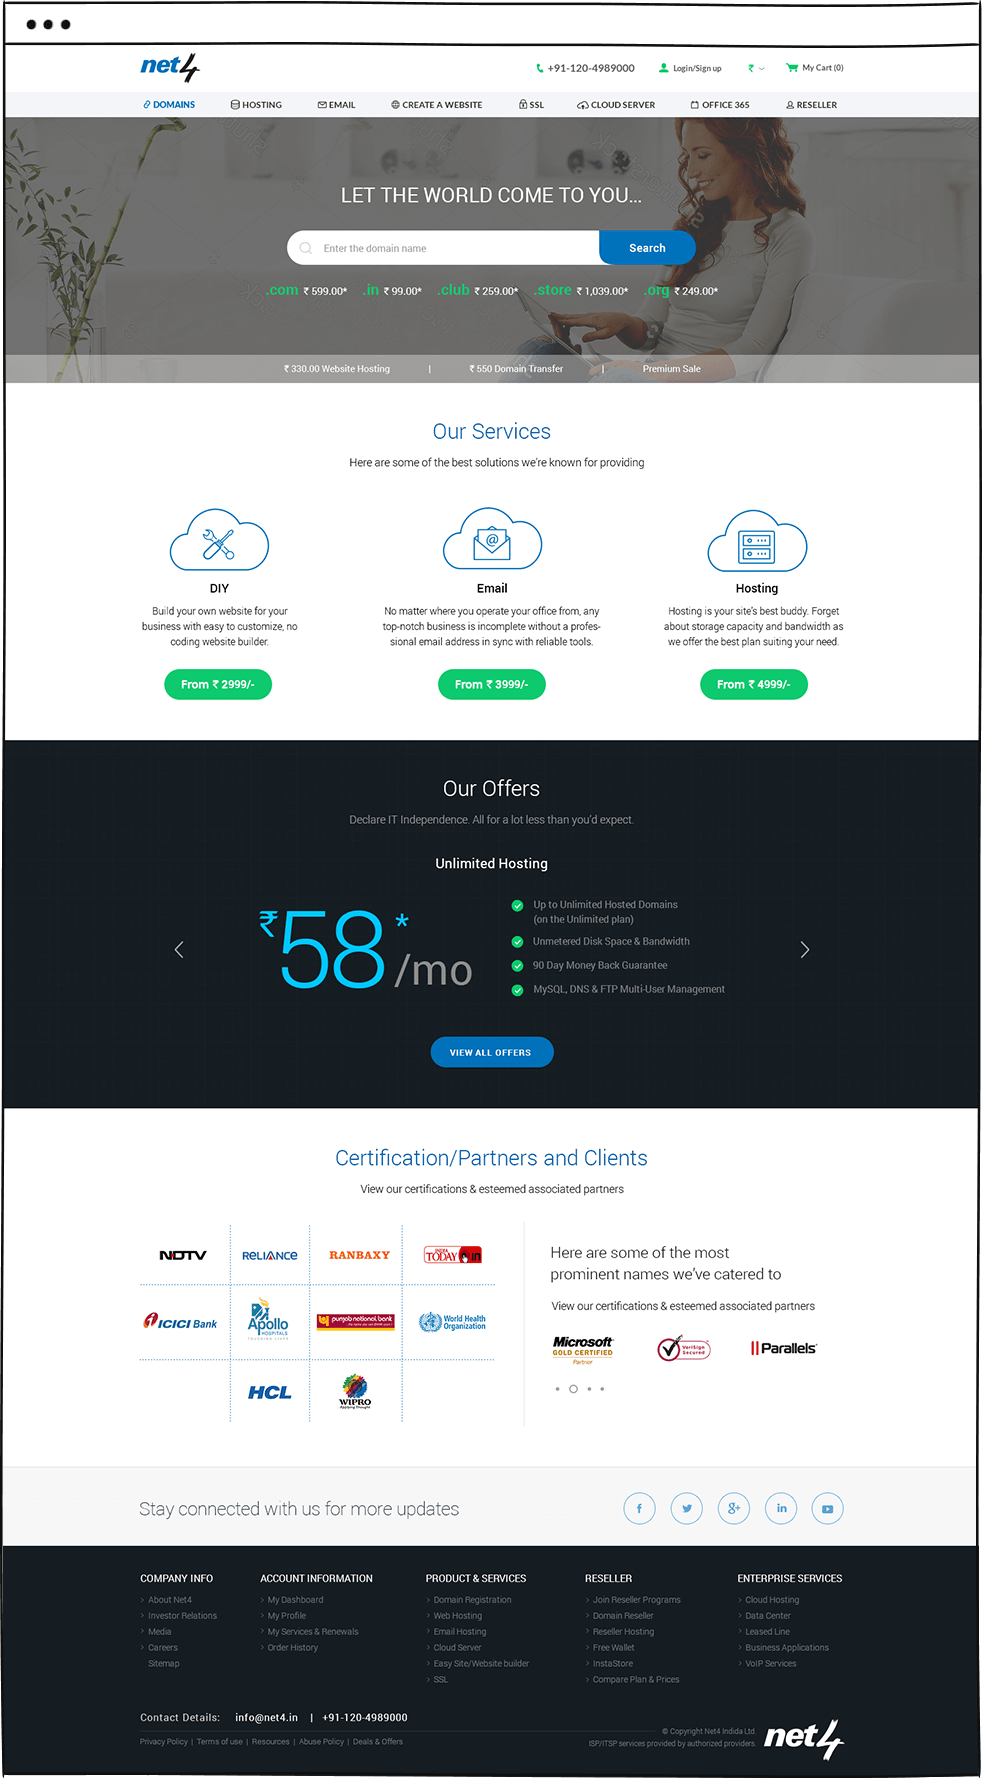 net4
+91-120-4989000 Login/Sign up ₹ My Cart (0)
DOMAINS HOSTING EMAIL CREATE A WEBSITE SSL CLOUD SERVER OFFICE 365 RESELLER
LET THE WORLD COME TO YOU...
Enter the domain name Search
.com ₹ 599.00* .in ₹ 99.00* .club ₹ 259.00* .store ₹ 1,039.00* .org ₹ 249.00*
₹ 330.00 Website Hosting | ₹ 550 Domain Transfer | Premium Sale
Our Services
Here are some of the best solutions we're known for providing
DIY
Build your own website for your
business with easy to customize, no
coding website builder.
From ₹ 2999/-
Email
No matter where you operate your office from, any
top-notch business is incomplete without a profes-
sional email address in sync with reliable tools.
From ₹ 3999/-
Hosting
Hosting is your site's best buddy. Forget
about storage capacity and bandwidth as
we offer the best plan suiting your need.
From ₹ 4999/-
Our Offers
Declare IT Independence. All for a lot less than you'd expect.
Unlimited Hosting
₹58*/mo
Up to Unlimited Hosted Domains
(on the Unlimited plan)
Unmetered Disk Space & Bandwidth
90 Day Money Back Guarantee
MySQL, DNS & FTP Multi-User Management
VIEW ALL OFFERS
Certification/Partners and Clients
View our certifications & esteemed associated partners
NDTV RELIANCE RANBAXY INDIA TODAY.in
ICICI Bank Apollo HOSPITALS TOUCHING LIVES punjab national bank World Health Organization
HCL WIPRO Applying Thought
Here are some of the most
prominent names we've catered to
View our certifications & esteemed associated partners
Microsoft GOLD CERTIFIED Partner VeriSign Secured Parallels
Stay connected with us for more updates
f g+ in
COMPANY INFO
About Net4
Investor Relations
Media
Careers
Sitemap
ACCOUNT INFORMATION
My Dashboard
My Profile
My Services & Renewals
Order History
PRODUCT & SERVICES
Domain Registration
Web Hosting
Email Hosting
Cloud Server
Easy Site/Website builder
SSL
RESELLER
Join Reseller Programs
Domain Reseller
Reseller Hosting
Free Wallet
InstaStore
Compare Plan & Prices
ENTERPRISE SERVICES
Cloud Hosting
Data Center
Leased Line
Business Applications
VoIP Services
Contact Details: info@net4.in | +91-120-4989000
Privacy Policy | Terms of use | Resources | Abuse Policy | Deals & Offers
© Copyright Net4 Indida Ltd.
ISP/ITSP services provided by authorized providers.
net4